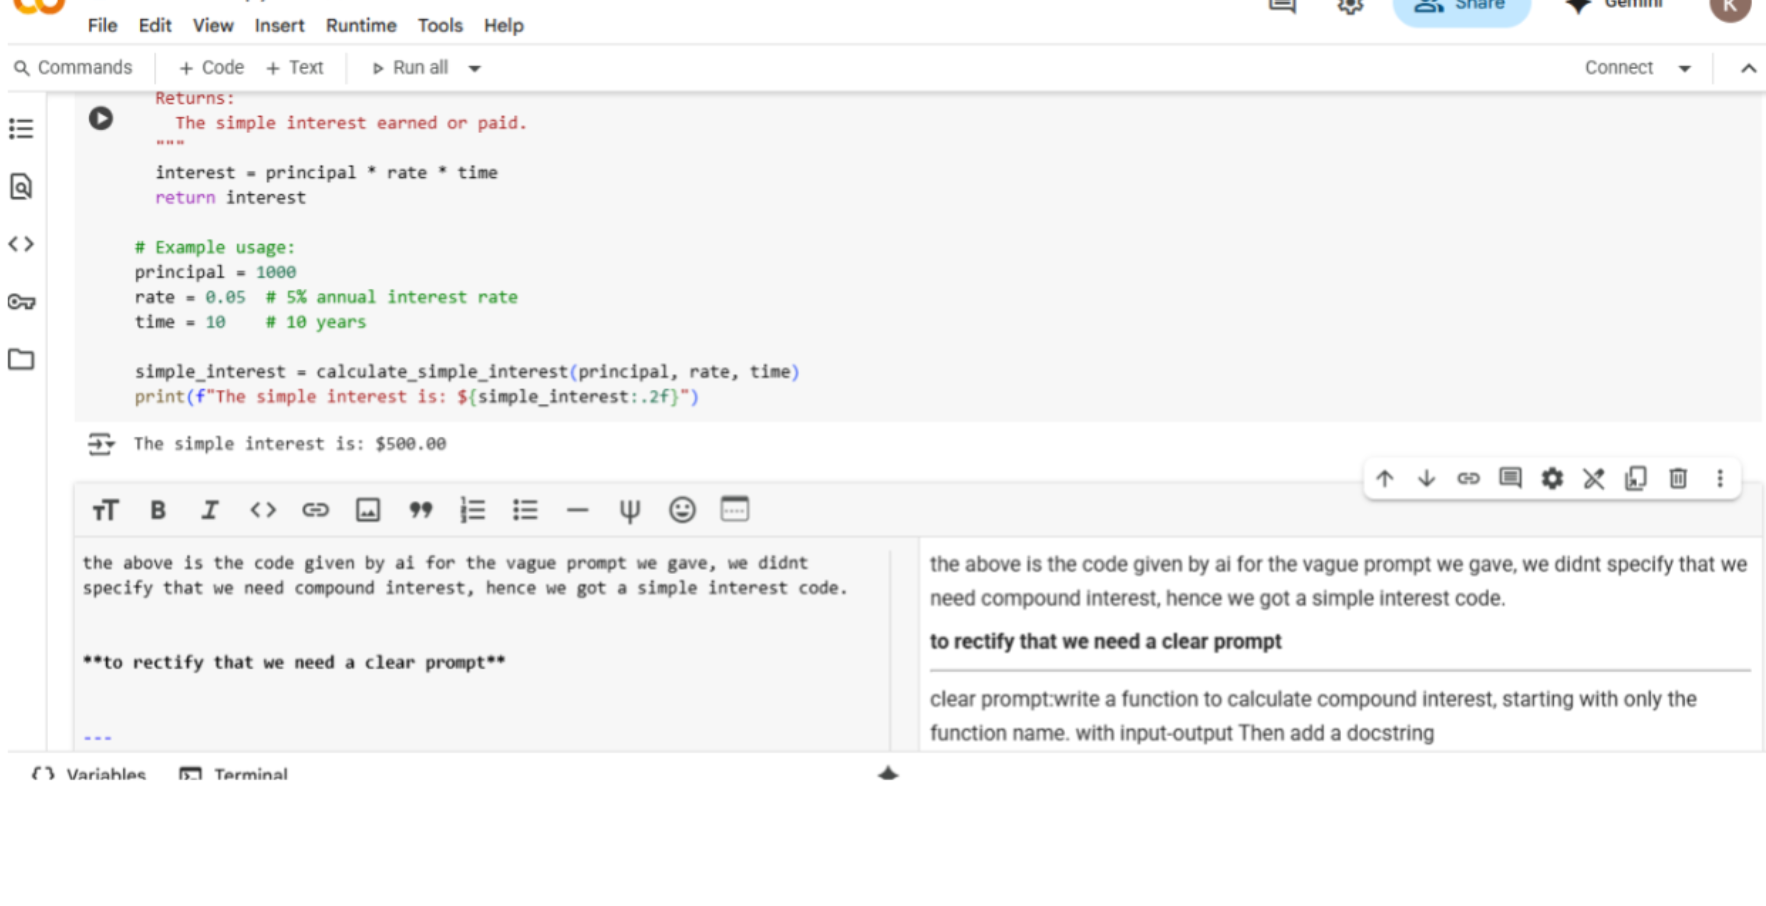 Share
Gemini
K
File Edit View Insert Runtime Tools Help
Commands + Code + Text Run all Connect
Returns:
The simple interest earned or paid.
"""
interest = principal * rate * time
return interest
# Example usage:
principal = 1000
rate = 0.05 # 5% annual interest rate
time = 10 # 10 years
simple_interest = calculate_simple_interest(principal, rate, time)
print(f"The simple interest is: ${simple_interest:.2f}")
The simple interest is: $500.00
the above is the code given by ai for the vague prompt we gave, we didnt
specify that we need compound interest, hence we got a simple interest code.
**to rectify that we need a clear prompt**
---
the above is the code given by ai for the vague prompt we gave, we didnt specify that we
need compound interest, hence we got a simple interest code.
to rectify that we need a clear prompt
clear prompt:write a function to calculate compound interest, starting with only the
function name. with input-output Then add a docstring
Variables Terminal